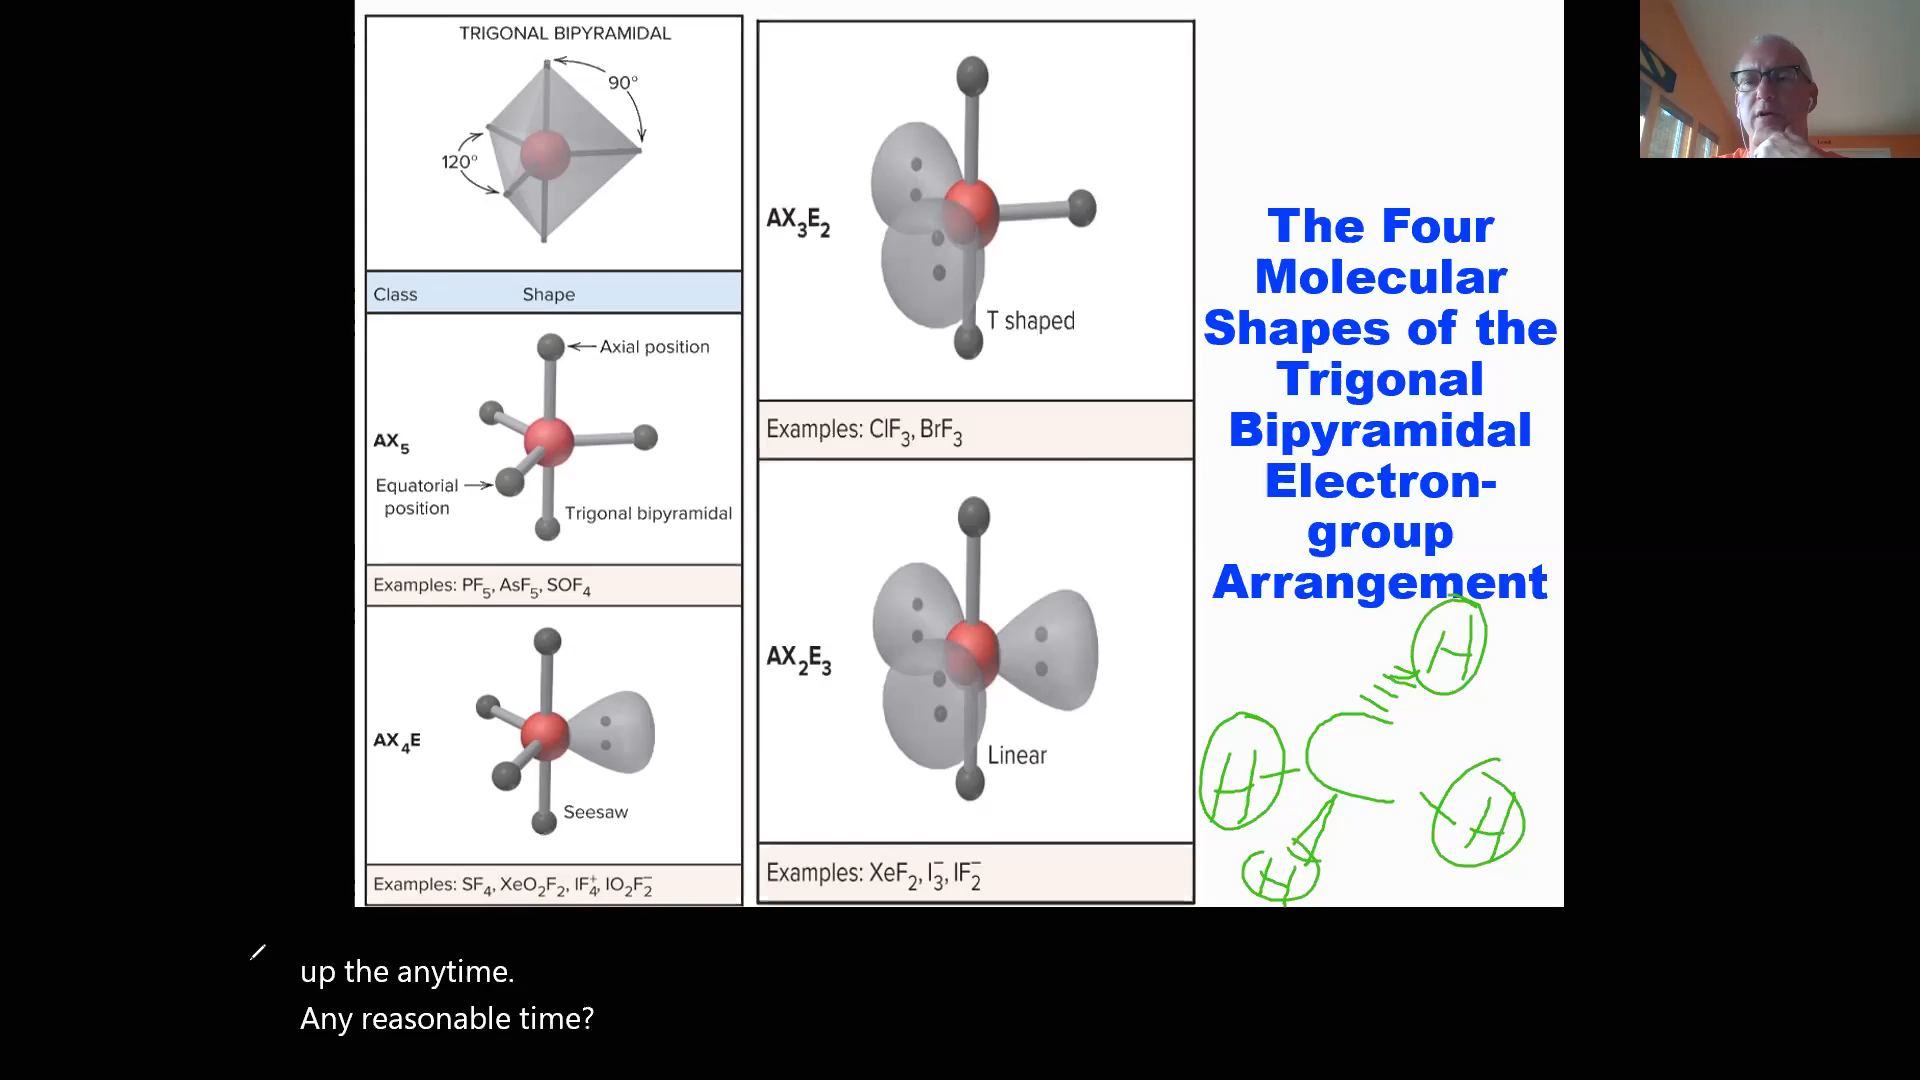 TRIGONAL BIPYRAMIDAL
90°
120°
Class Shape
Axial position
AX5
Equatorial
position
Trigonal bipyramidal
Examples: PF5, AsF5, SOF4
AX4E
Seesaw
Examples: SF4, XeO2F2, IF4+, IO2F2−
AX3E2
T shaped
Examples: ClF3, BrF3
AX2E3
Linear
Examples: XeF2, I3−, IF2−
The Four
Molecular
Shapes of the
Trigonal
Bipyramidal
Electron-
group
Arrangement
H
H C H
H
up the anytime.
Any reasonable time?